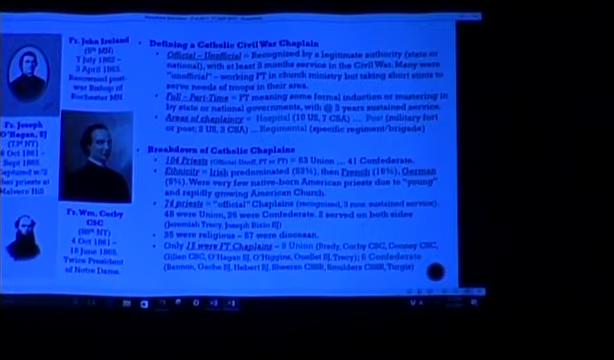 Fr. John Ireland
(5th MN)
7 July 1862 –
3 April 1863.
Renowned post-
war Bishop of
Rochester MN
Fr. Joseph
O'Hagan, SJ
(73rd NY)
Oct 1861 –
Sept 1863.
Captured w/2
other priests at
Malvern Hill
Fr. Wm. Corby
CSC
(88th NY)
4 Oct 1861 –
15 June 1865.
Twice President
of Notre Dame.
Defining a Catholic Civil War Chaplain
Official – Unofficial = Recognized by a legitimate authority (state or
national), with at least 3 months service in the Civil War. Many were
"unofficial" – working PT in church ministry but taking short stints to
serve needs of troops in their area.
Full – Part-Time = FT meaning some formal induction or mustering in
by state or national governments, with @ 3 years sustained service.
Areas of chaplaincy = Hospital (10 US, 7 CSA) … Post (military fort
or post; 2 US, 3 CSA) … Regimental (specific regiment/brigade)
Breakdown of Catholic Chaplains
104 Priests (Official FT or PT) = 63 Union … 41 Confederate.
Ethnicity = Irish predominated (53%), then French (16%), German
(5%). Were very few native-born American priests due to "young"
and rapidly growing American Church.
74 priests = "official" Chaplains (recognized, 3 mos. sustained service).
48 were Union, 26 were Confederate. 2 served on both sides
(Jeremiah Trecy, Joseph Bixio SJ)
35 were religious – 57 were diocesan.
Only 15 were FT Chaplains – 9 Union (Brady, Corby CSC, Cooney CSC,
Gillen CSC, O'Hagan SJ, O'Higgins, Ouellet SJ, Trecy); 6 Confederate
(Bannon, Gache SJ, Hubert SJ, Sheeran CSSR, Smulders CSSR, Turgis)